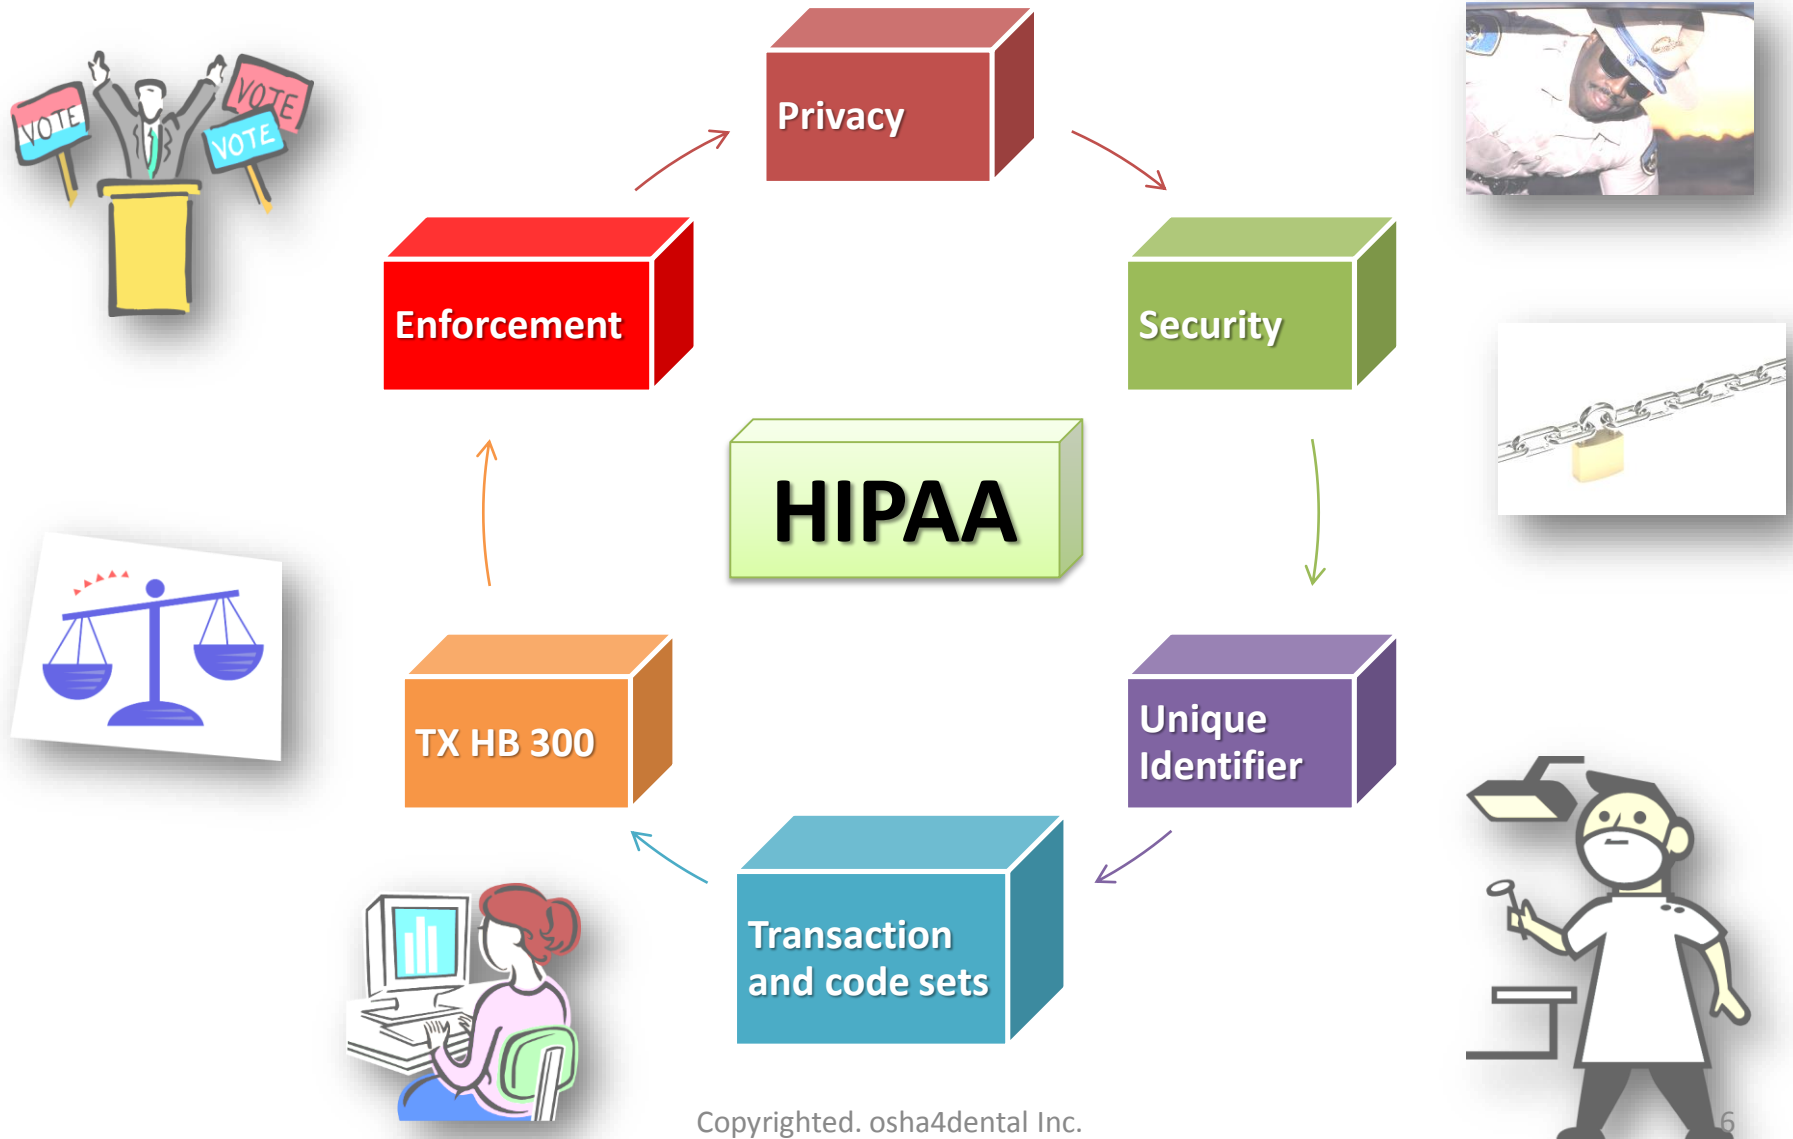 VOTE
VOTE
VOTE
Privacy
Enforcement
Security
HIPAA
TX HB 300
Unique
Identifier
Transaction
and code sets
Copyrighted. osha4dental Inc.
6